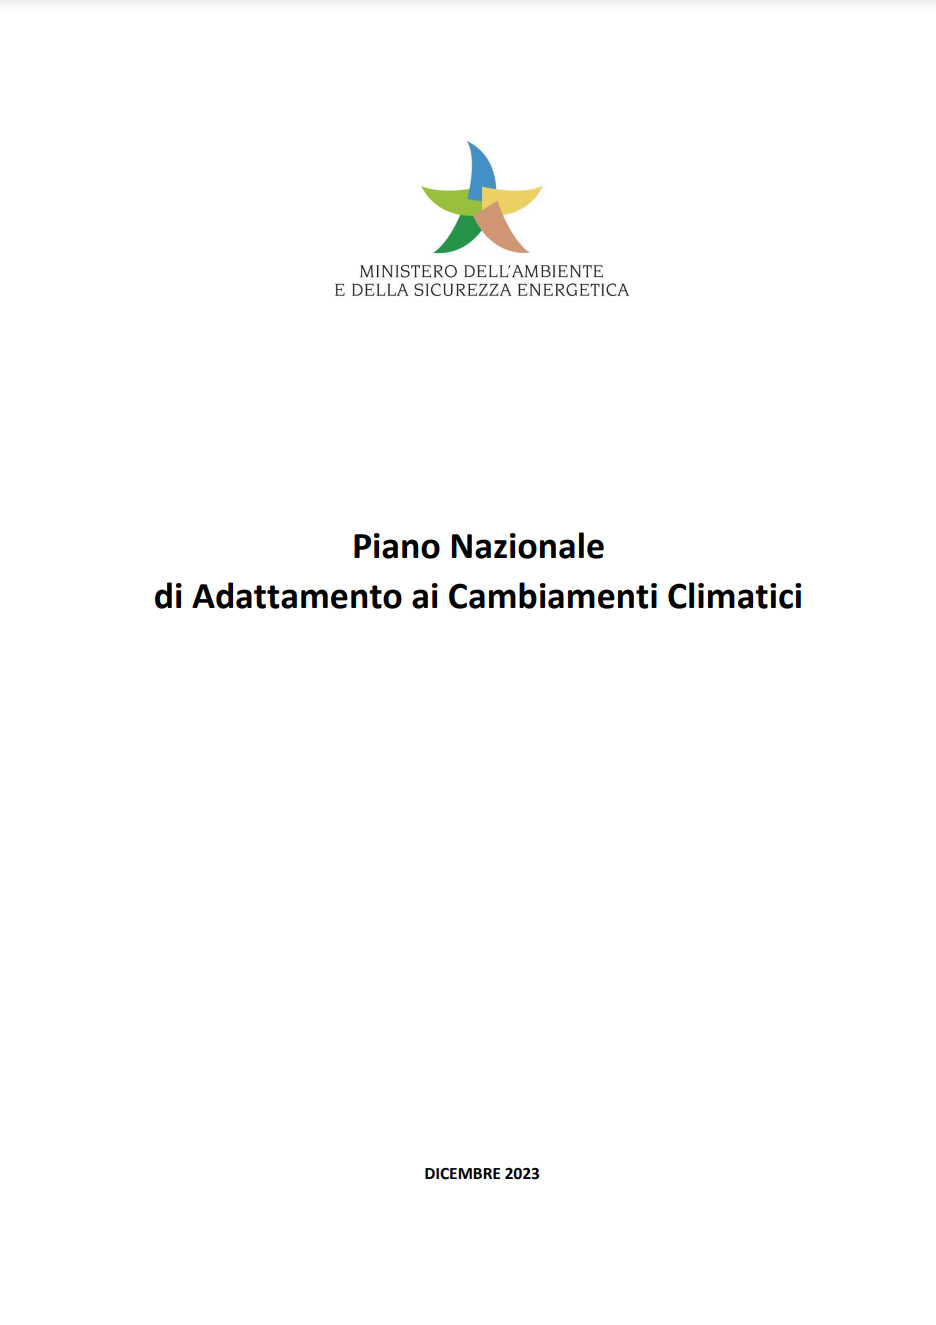 MINISTERO DELL'AMBIENTE
E DELLA SICUREZZA ENERGETICA
Piano Nazionale
di Adattamento ai Cambiamenti Climatici
DICEMBRE 2023